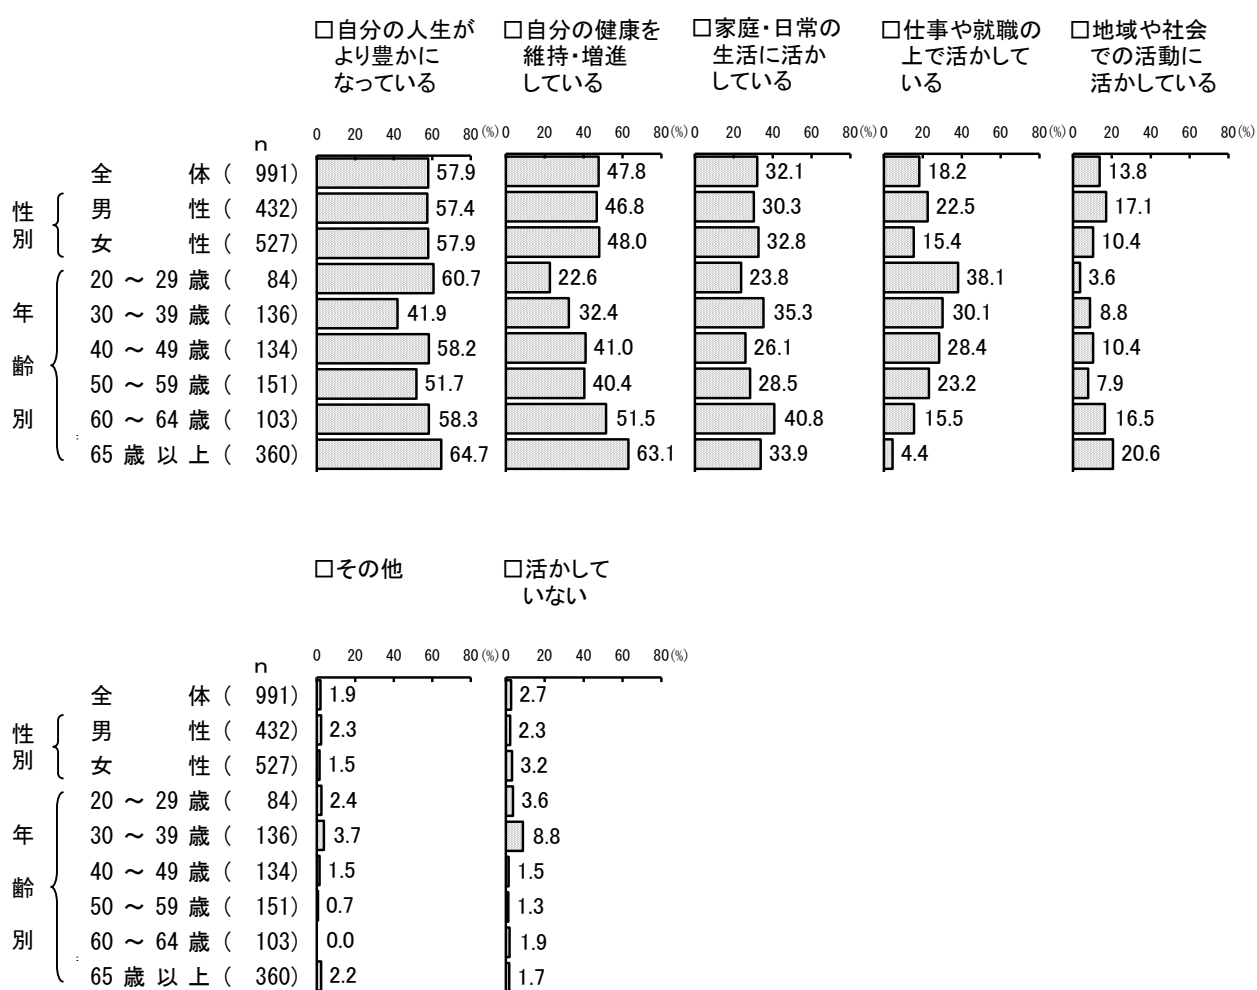 □自分の人生が □自分の健康を □家庭・日常の □仕事や就職の □地域や社会
より豊かに 維持・増進 生活に活か 上で活かして での活動に
なっている している している いる 活かしている
n 0 20 40 60 80(%) 0 20 40 60 80(%) 0 20 40 60 80(%) 0 20 40 60 80(%) 0 20 40 60 80(%)
全 体 ( 991) 57.9 47.8 32.1 18.2 13.8
性別 男 性 ( 432) 57.4 46.8 30.3 22.5 17.1
女 性 ( 527) 57.9 48.0 32.8 15.4 10.4
年齢別 20 ～ 29 歳 ( 84) 60.7 22.6 23.8 38.1 3.6
30 ～ 39 歳 ( 136) 41.9 32.4 35.3 30.1 8.8
40 ～ 49 歳 ( 134) 58.2 41.0 26.1 28.4 10.4
50 ～ 59 歳 ( 151) 51.7 40.4 28.5 23.2 7.9
60 ～ 64 歳 ( 103) 58.3 51.5 40.8 15.5 16.5
65 歳 以 上 ( 360) 64.7 63.1 33.9 4.4 20.6
□その他 □活かして
いない
n 0 20 40 60 80(%) 0 20 40 60 80(%)
全 体 ( 991) 1.9 2.7
性別 男 性 ( 432) 2.3 2.3
女 性 ( 527) 1.5 3.2
年齢別 20 ～ 29 歳 ( 84) 2.4 3.6
30 ～ 39 歳 ( 136) 3.7 8.8
40 ～ 49 歳 ( 134) 1.5 1.5
50 ～ 59 歳 ( 151) 0.7 1.3
60 ～ 64 歳 ( 103) 0.0 1.9
65 歳 以 上 ( 360) 2.2 1.7